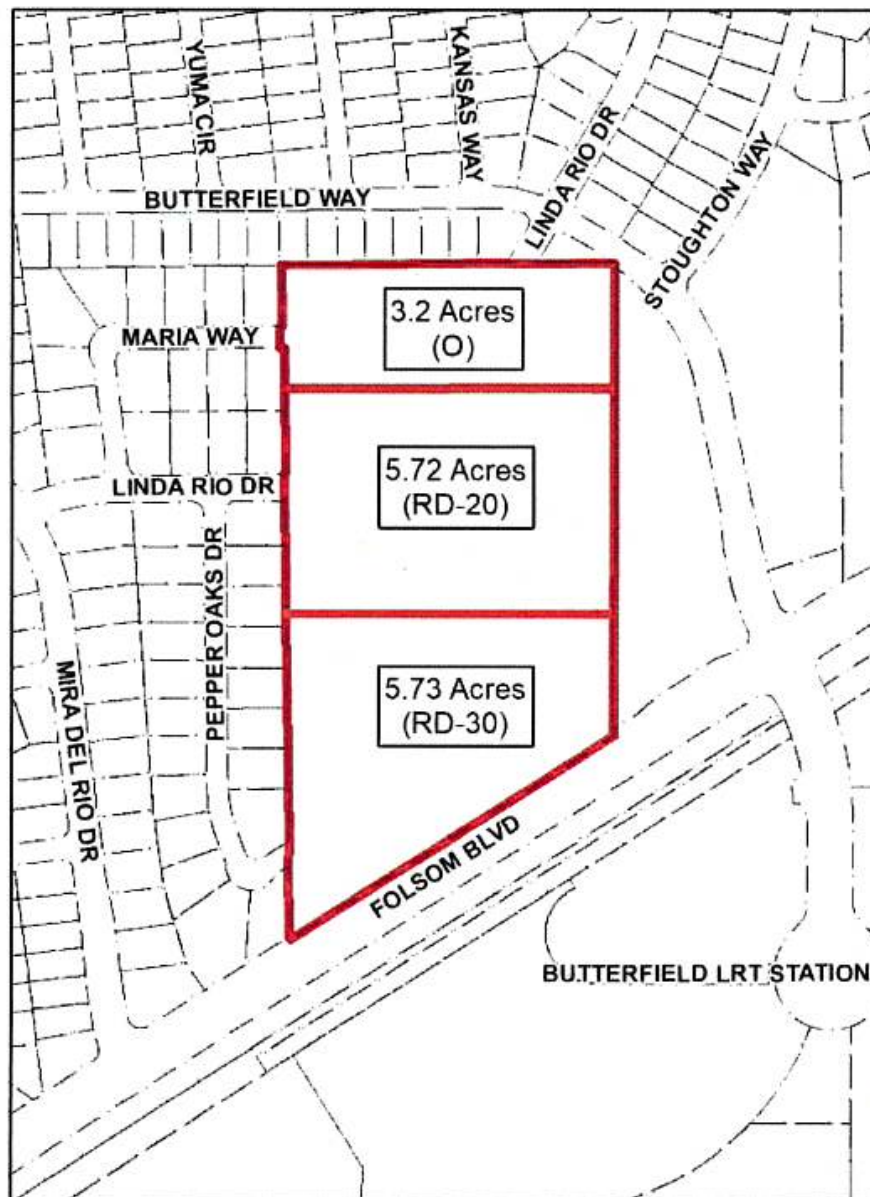 YUMA CIR
KANSAS WAY
LINDA RIO DR
STOUGHTON WAY
BUTTERFIELD WAY
3.2 Acres
(O)
MARIA WAY
5.72 Acres
(RD-20)
LINDA RIO DR
PEPPER OAKS DR
5.73 Acres
(RD-30)
MIRA DEL RIO DR
FOLSOM BLVD
BUTTERFIELD LRT STATION